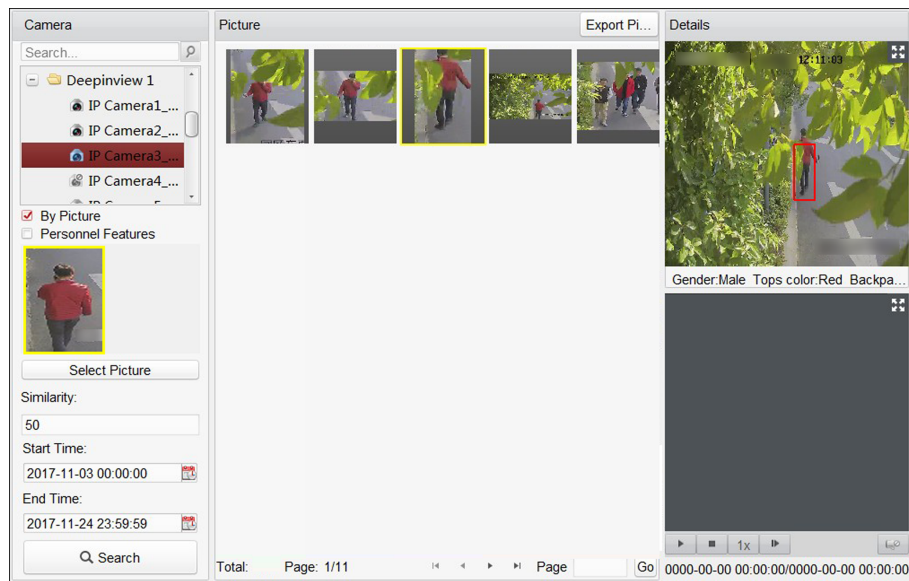 Camera
Search...
Deepinview 1
IP Camera1_...
IP Camera2_...
IP Camera3_...
IP Camera4_...
By Picture
Personnel Features
Select Picture
Similarity:
50
Start Time:
2017-11-03 00:00:00
End Time:
2017-11-24 23:59:59
Search
Picture
Export Pi...
Total:
Page: 1/11
Page
Go
Details
12:11:03
Gender:Male Tops color:Red Backpa...
1x
0000-00-00 00:00:00/0000-00-00 00:00:00